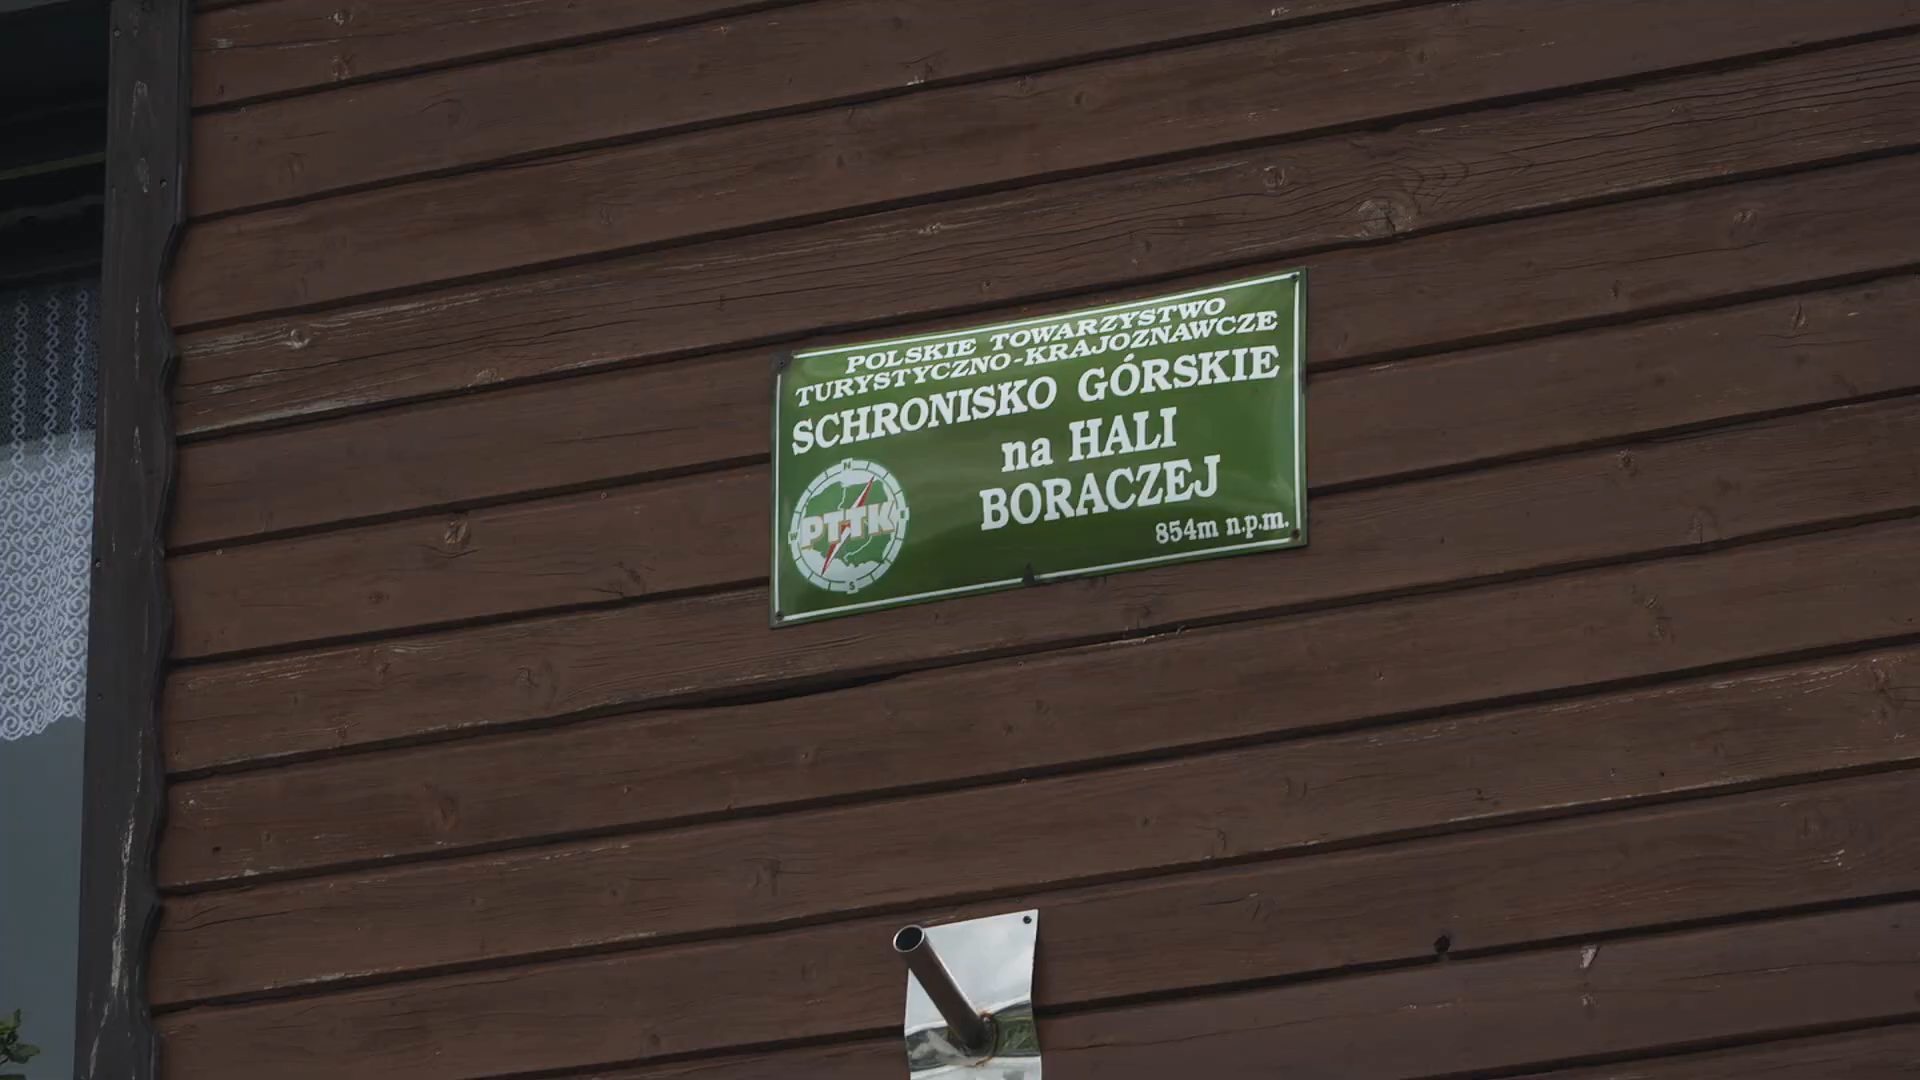 POLSKIE TOWARZYSTWO
TURYSTYCZNO-KRAJOZNAWCZE
SCHRONISKO GÓRSKIE
na HALI
BORACZEJ
854m n.p.m.
N
PTTK
W
S